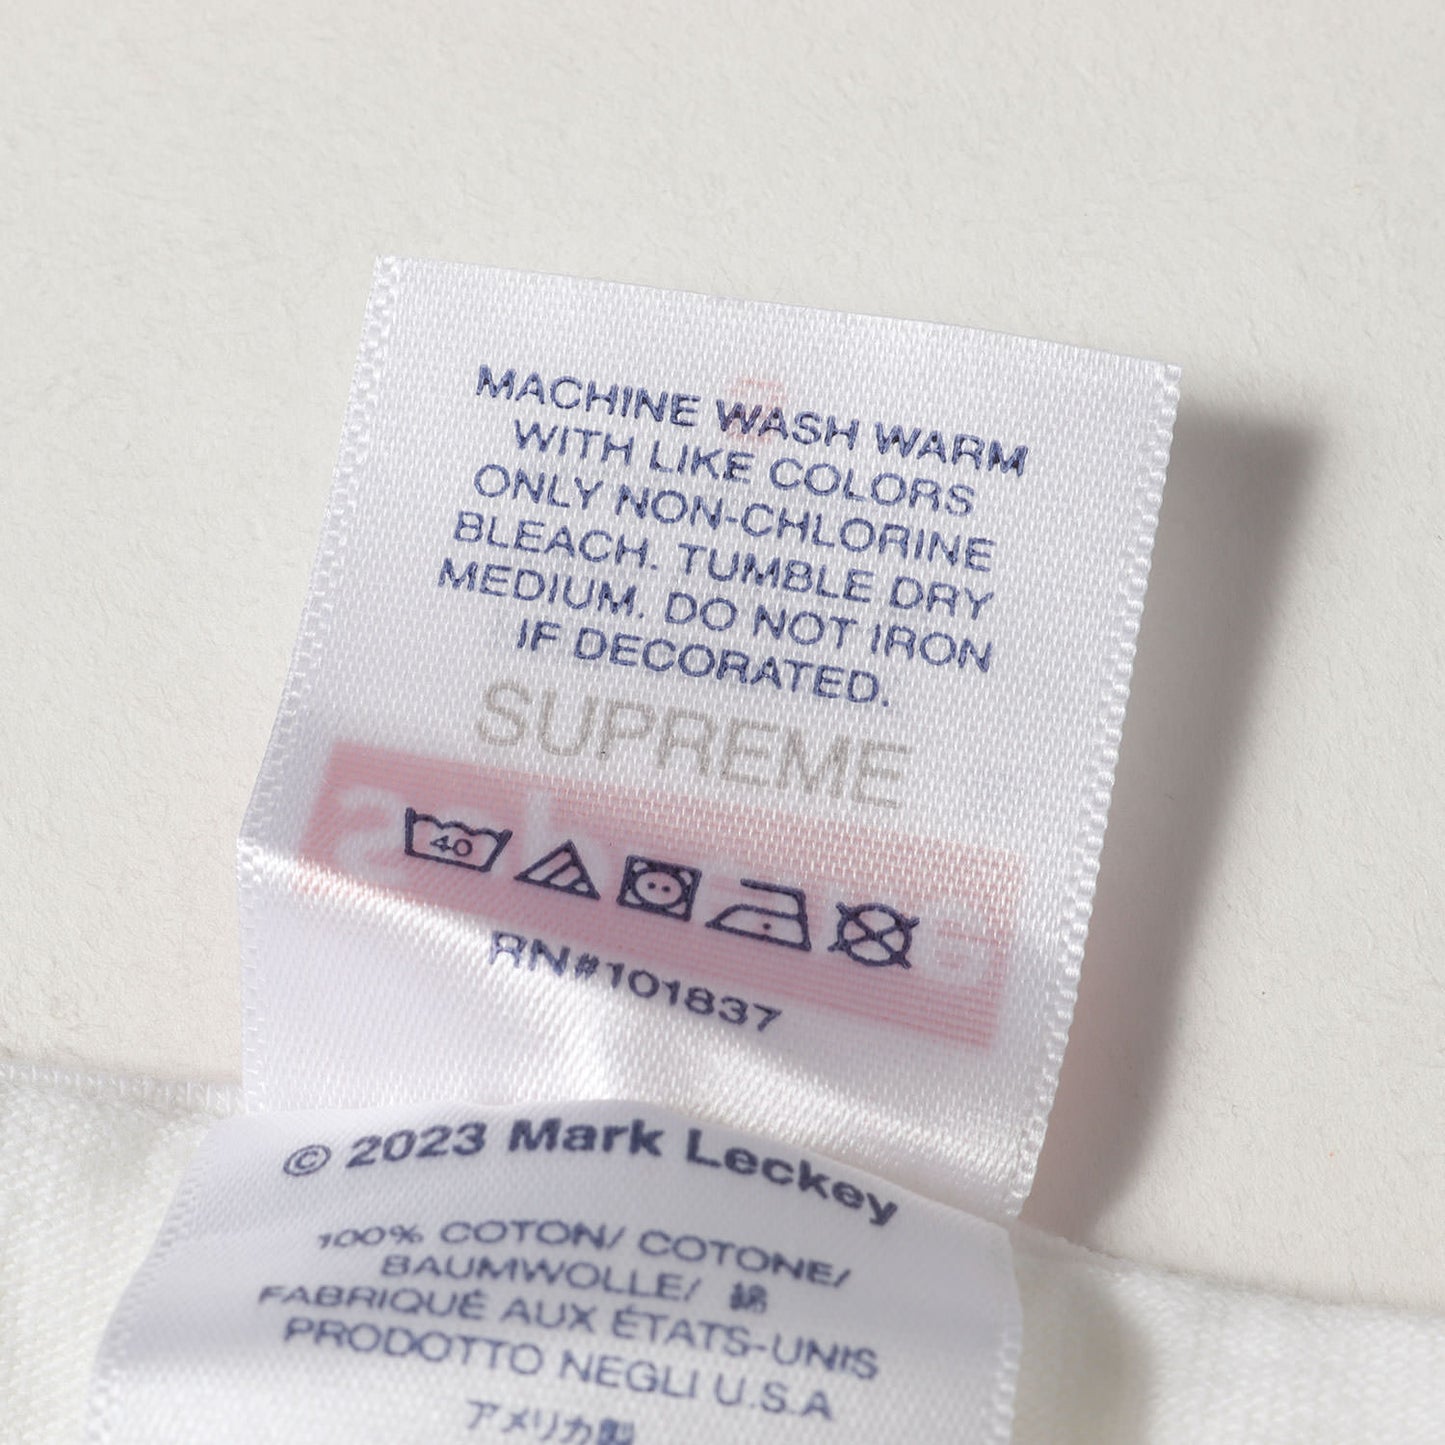 MACHINE WASH WARM
WITH LIKE COLORS
ONLY NON-CHLORINE
BLEACH. TUMBLE DRY
MEDIUM. DO NOT IRON
IF DECORATED.
SUPREME
40
RN#101837
© 2023 Mark Leckey
100% COTON/ COTONE/
BAUMWOLLE/ 綿
FABRIQUÉ AUX ÉTATS-UNIS
PRODOTTO NEGLI U.S.A
アメリカ製